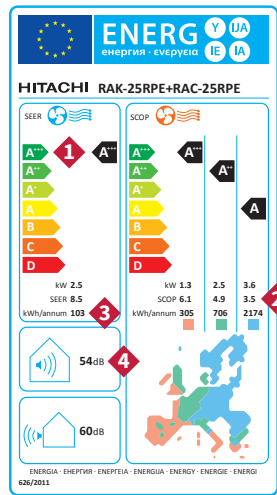 ENERG Y IJA IE IA
енергия · ενεργεια
HITACHI RAK-25RPE+RAC-25RPE
SEER
SCOP
A+++ 1 A+++
A++
A+
A
B
C
D
A+++ A+++
A++ A++
A+
A A
B
C
D
kW 2.5
SEER 8.5
kWh/annum 103 3
kW 1.3 2.5 3.6
SCOP 6.1 4.9 3.5 2
kWh/annum 305 706 2174
54dB 4
60dB
ENERGIA · ЕНЕРГИЯ · ΕΝΕΡΓΕΙΑ · ENERGIJA · ENERGY · ENERGIE · ENERGI
626/2011